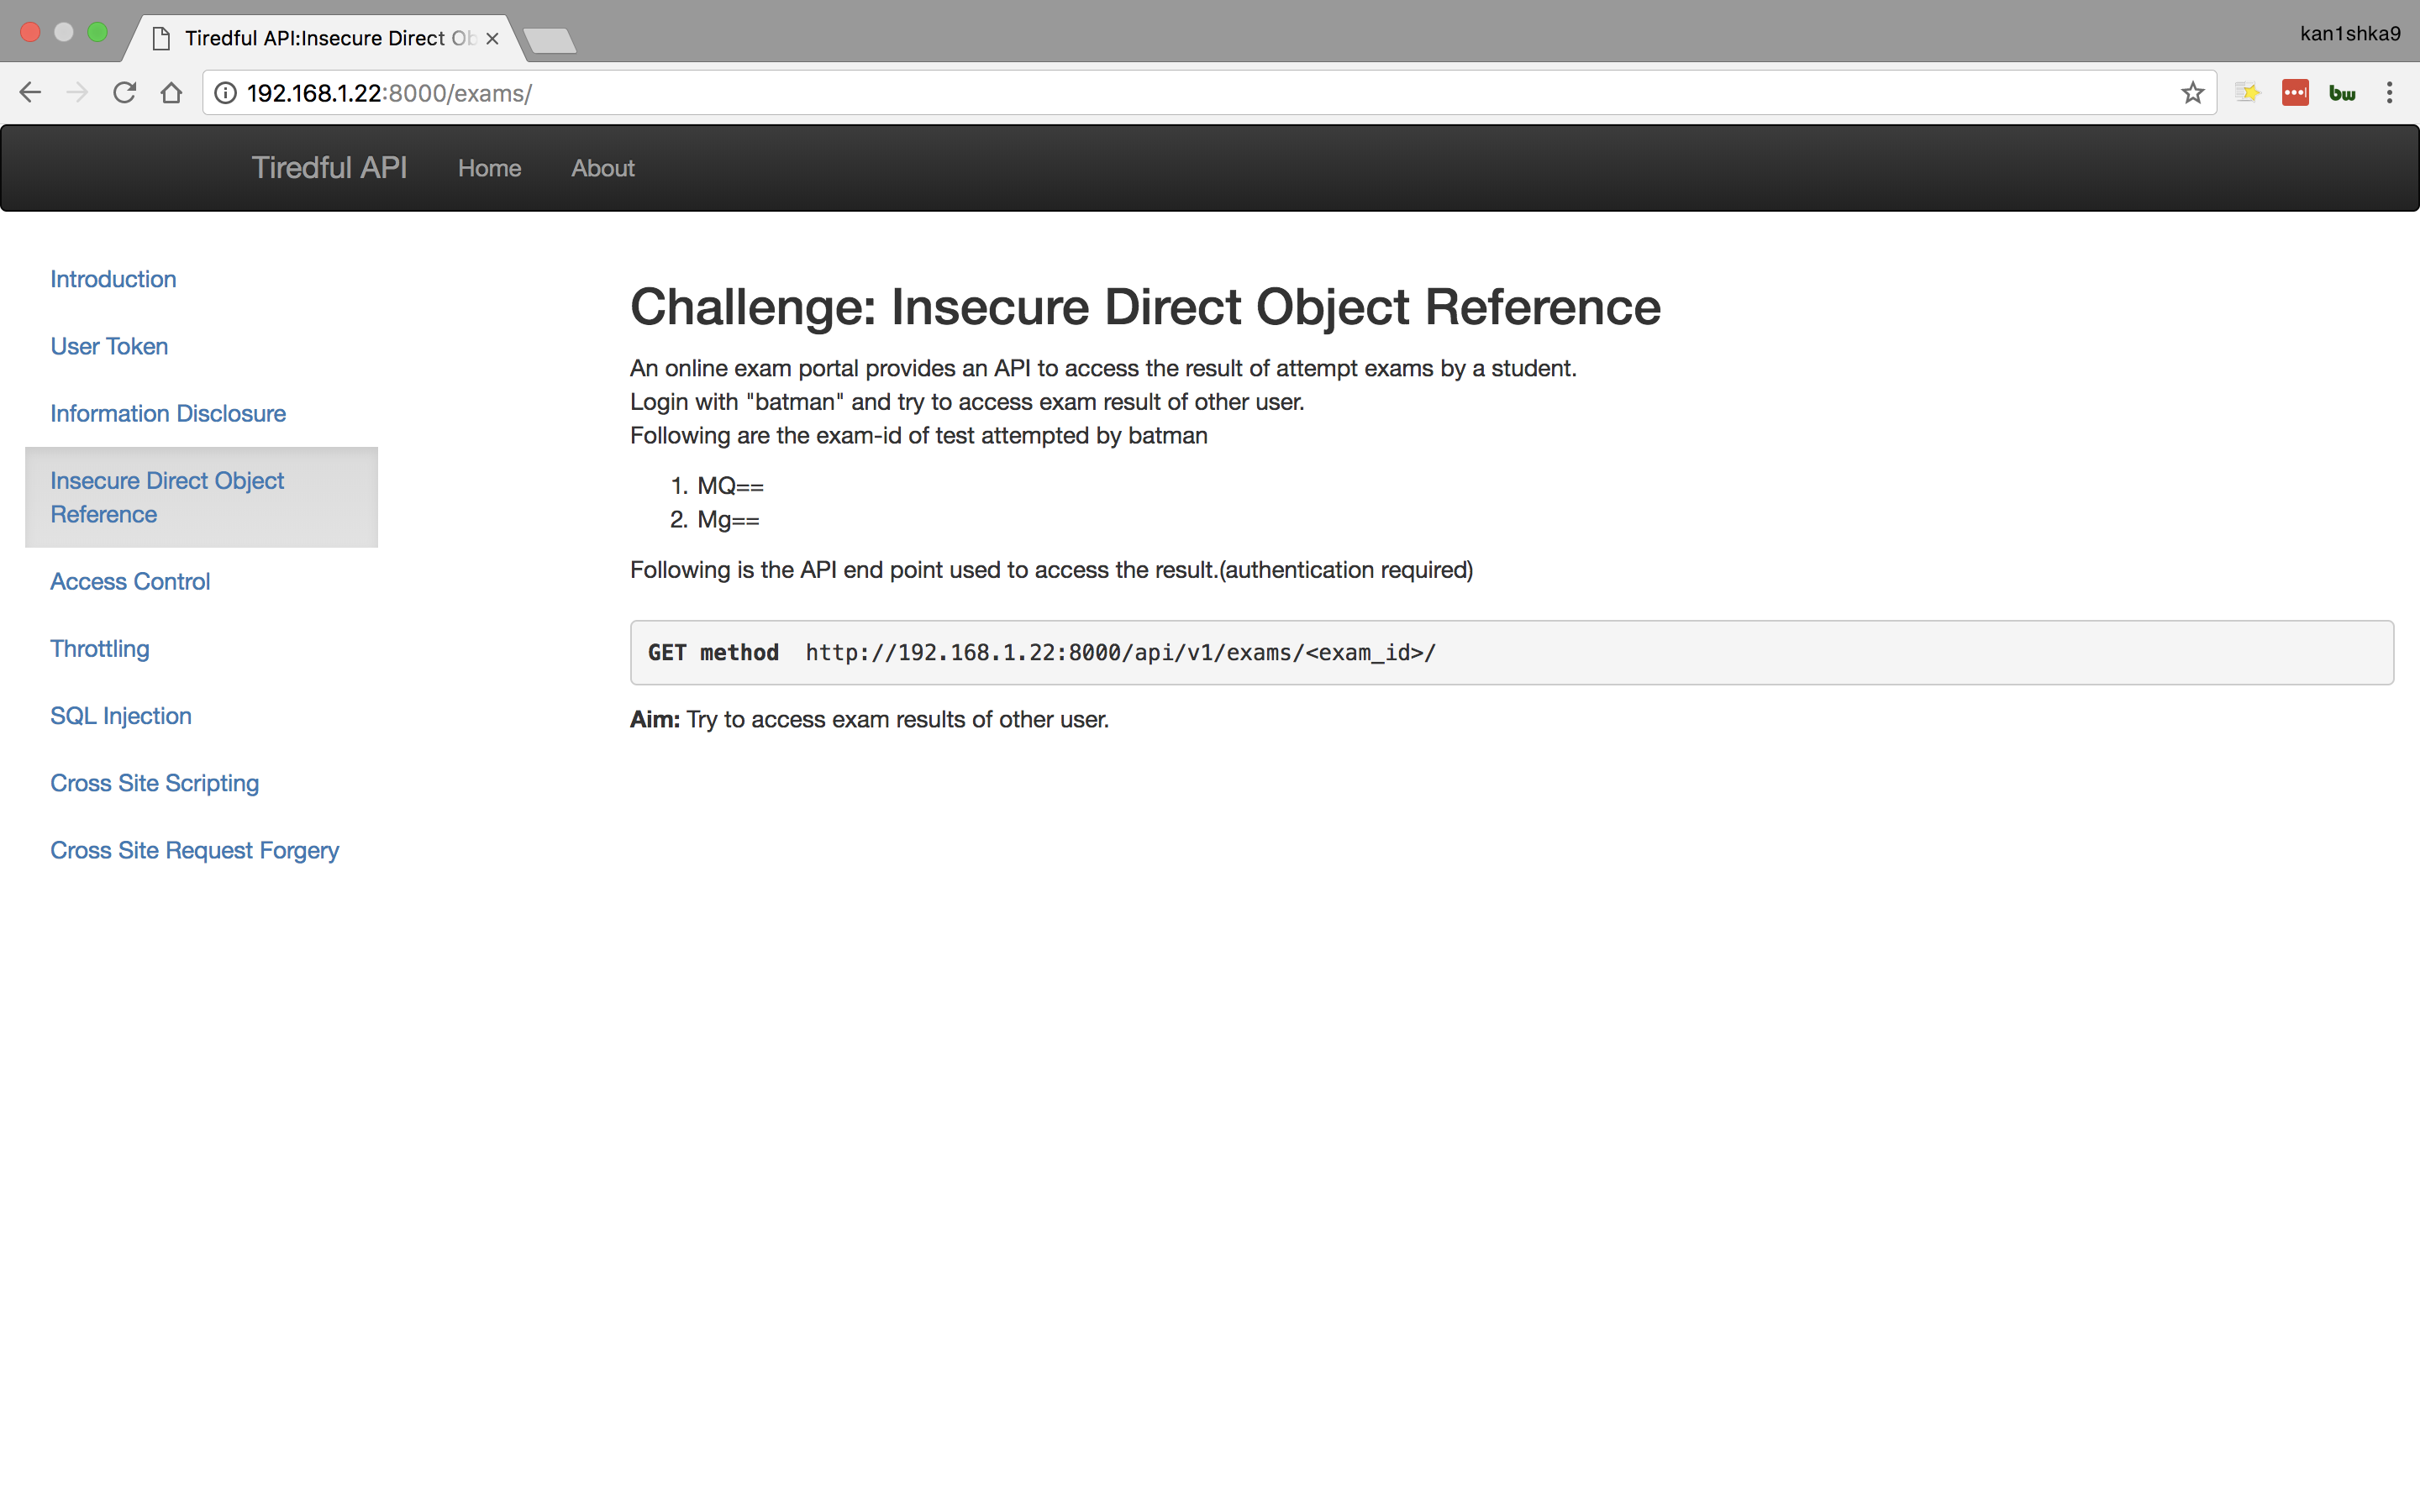 Tiredful API:Insecure Direct Ob
kan1shka9
192.168.1.22:8000/exams/
bw
Tiredful API Home About
Introduction
User Token
Information Disclosure
Insecure Direct Object
Reference
Access Control
Throttling
SQL Injection
Cross Site Scripting
Cross Site Request Forgery
Challenge: Insecure Direct Object Reference
An online exam portal provides an API to access the result of attempt exams by a student.
Login with "batman" and try to access exam result of other user.
Following are the exam-id of test attempted by batman
1. MQ==
2. Mg==
Following is the API end point used to access the result.(authentication required)
GET method http://192.168.1.22:8000/api/v1/exams/<exam_id>/
Aim: Try to access exam results of other user.